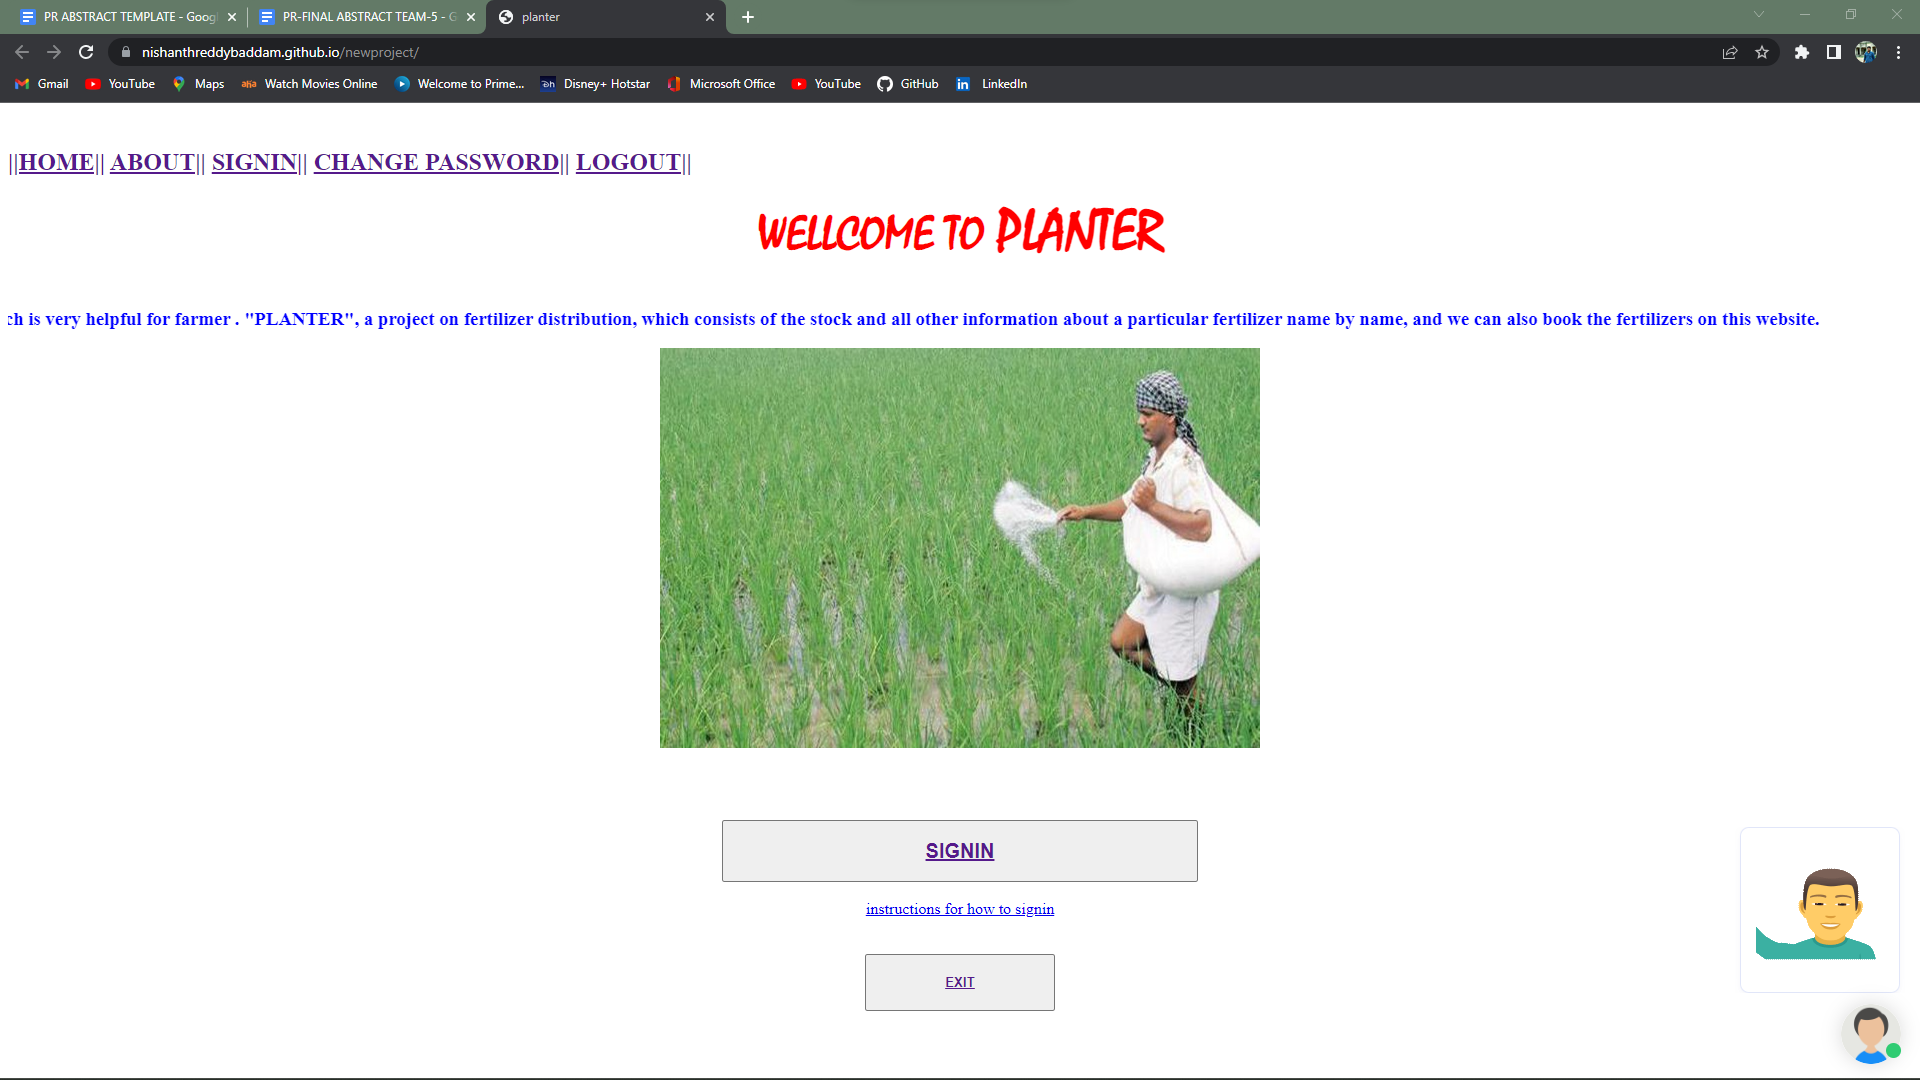 PR ABSTRACT TEMPLATE - Goog
PR-FINAL ABSTRACT TEAM-5 - G
planter
nishanthreddybaddam.github.io/newproject/
Gmail YouTube Maps aha Watch Movies Online Welcome to Prime... Disney+ Hotstar Microsoft Office YouTube GitHub in LinkedIn
||HOME|| ABOUT|| SIGNIN|| CHANGE PASSWORD|| LOGOUT||
WELLCOME TO PLANTER
ch is very helpful for farmer . "PLANTER", a project on fertilizer distribution, which consists of the stock and all other information about a particular fertilizer name by name, and we can also book the fertilizers on this website.
SIGNIN
instructions for how to signin
EXIT